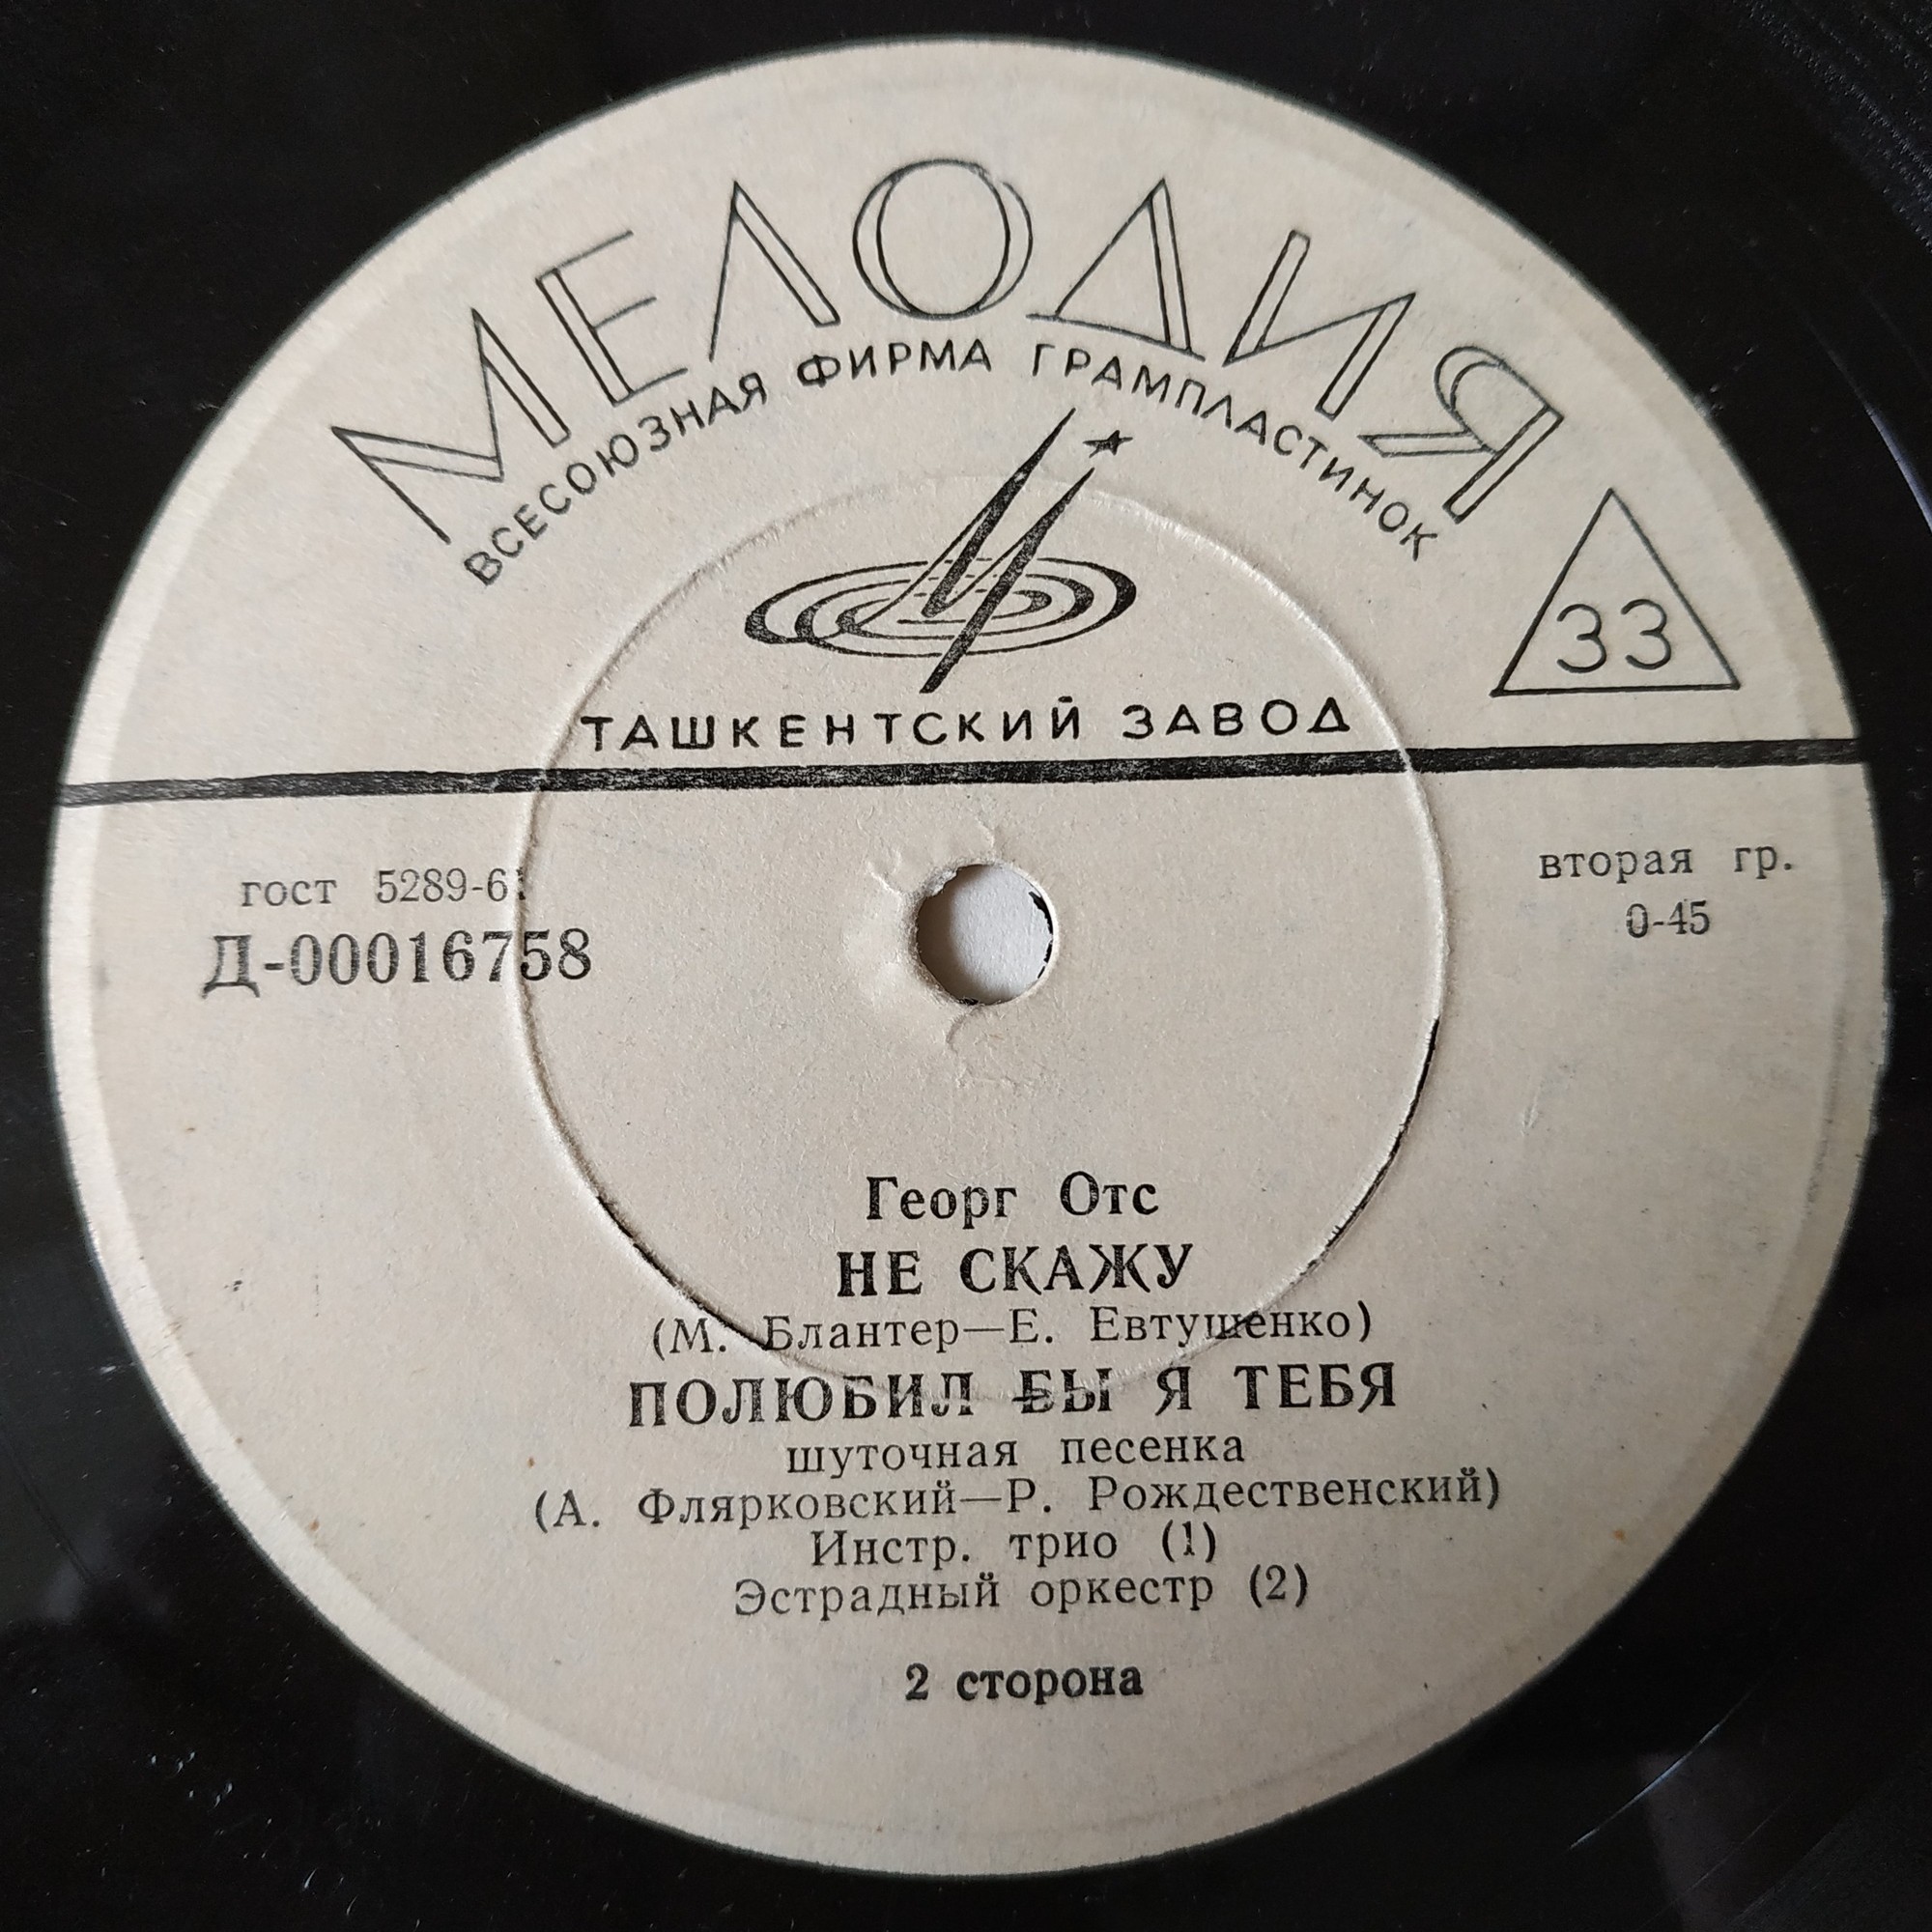 МЕЛОДИЯ
ВСЕСОЮЗНАЯ ФИРМА ГРАМПЛАСТИНОК
33
ТАШКЕНТСКИЙ ЗАВОД
гост 5289-61
вторая гр.
Д-00016758
0-45
Георг Отс
НЕ СКАЖУ
(М. Блантер—Е. Евтушенко)
ПОЛЮБИЛ БЫ Я ТЕБЯ
шуточная песенка
(А. Флярковский—Р. Рождественский)
Инстр. трио (1)
Эстрадный оркестр (2)
2 сторона